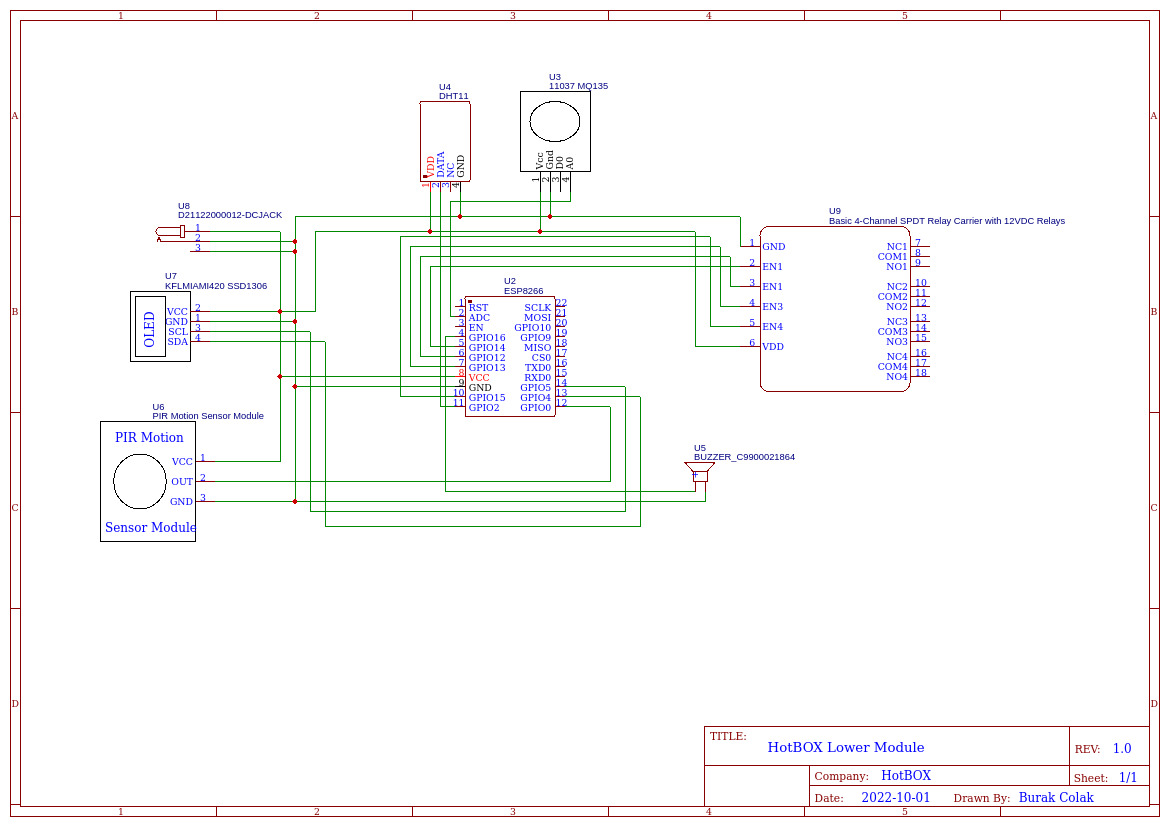 1 2 3 4 5
A A
B B
C C
D D
U4
DHT11
VDD
DATA
NC
GND
1 2 3 4
U3
11037 MQ135
Vcc
Gnd
D0
A0
1 2 3 4
U8
D21122000012-DCJACK
1
2
3
U7
KFLMIAMI420 SSD1306
OLED
VCC 2
GND 1
SCL 3
SDA 4
U6
PIR Motion Sensor Module
PIR Motion
VCC 1
OUT 2
GND 3
Sensor Module
U2
ESP8266
1 RST SCLK 22
2 ADC MOSI 21
3 EN GPIO10 20
4 GPIO16 GPIO9 19
5 GPIO14 MISO 18
6 GPIO12 CS0 17
7 GPIO13 TXD0 16
8 VCC RXD0 15
9 GND GPIO5 14
10 GPIO15 GPIO4 13
11 GPIO2 GPIO0 12
U9
Basic 4-Channel SPDT Relay Carrier with 12VDC Relays
1 GND NC1 7
COM1 8
2 EN1 NO1 9
3 EN1 NC2 10
COM2 11
4 EN3 NO2 12
NC3 13
5 EN4 COM3 14
NO3 15
6 VDD NC4 16
COM4 17
NO4 18
U5
BUZZER_C9900021864
+
TITLE:
HotBOX Lower Module
REV: 1.0
Company: HotBOX
Sheet: 1/1
Date: 2022-10-01 Drawn By: Burak Colak
1 2 3 4 5